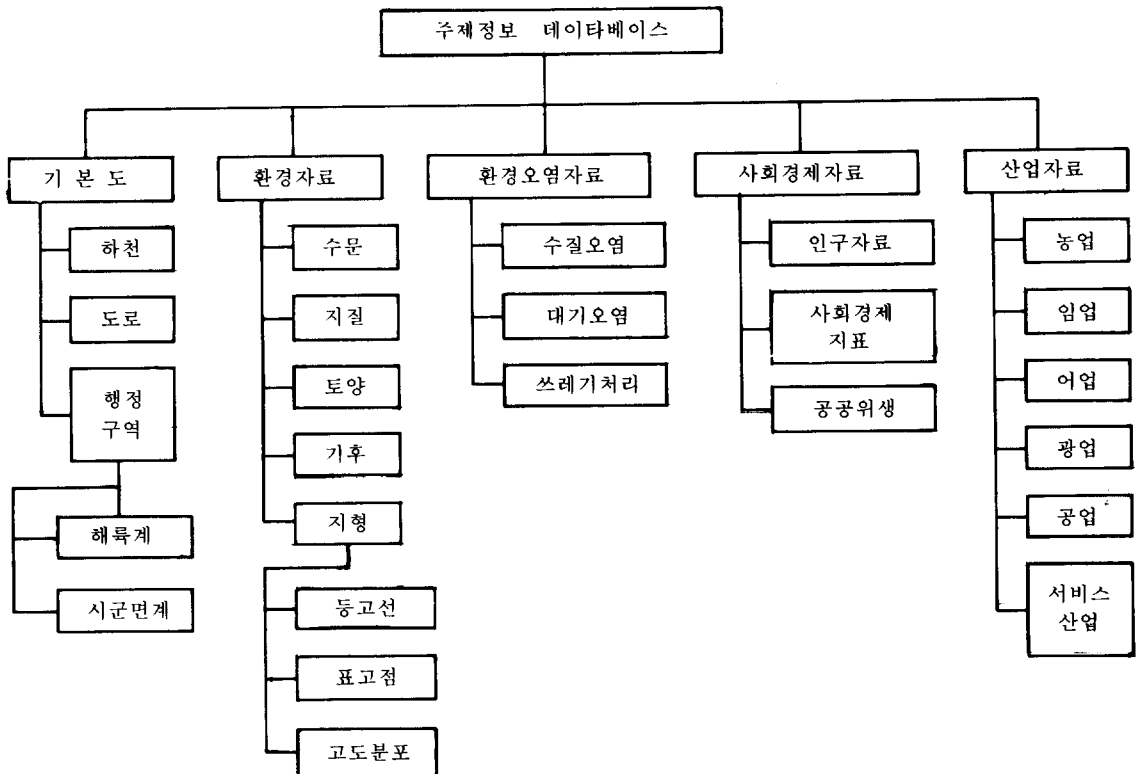 주제정보 데이타베이스
기본도
하천
도로
행정
구역
해륙계
시군면계
환경자료
수문
지질
토양
기후
지형
등고선
표고점
고도분포
환경오염자료
수질오염
대기오염
쓰레기처리
사회경제자료
인구자료
사회경제
지표
공공위생
산업자료
농업
임업
어업
광업
공업
서비스
산업